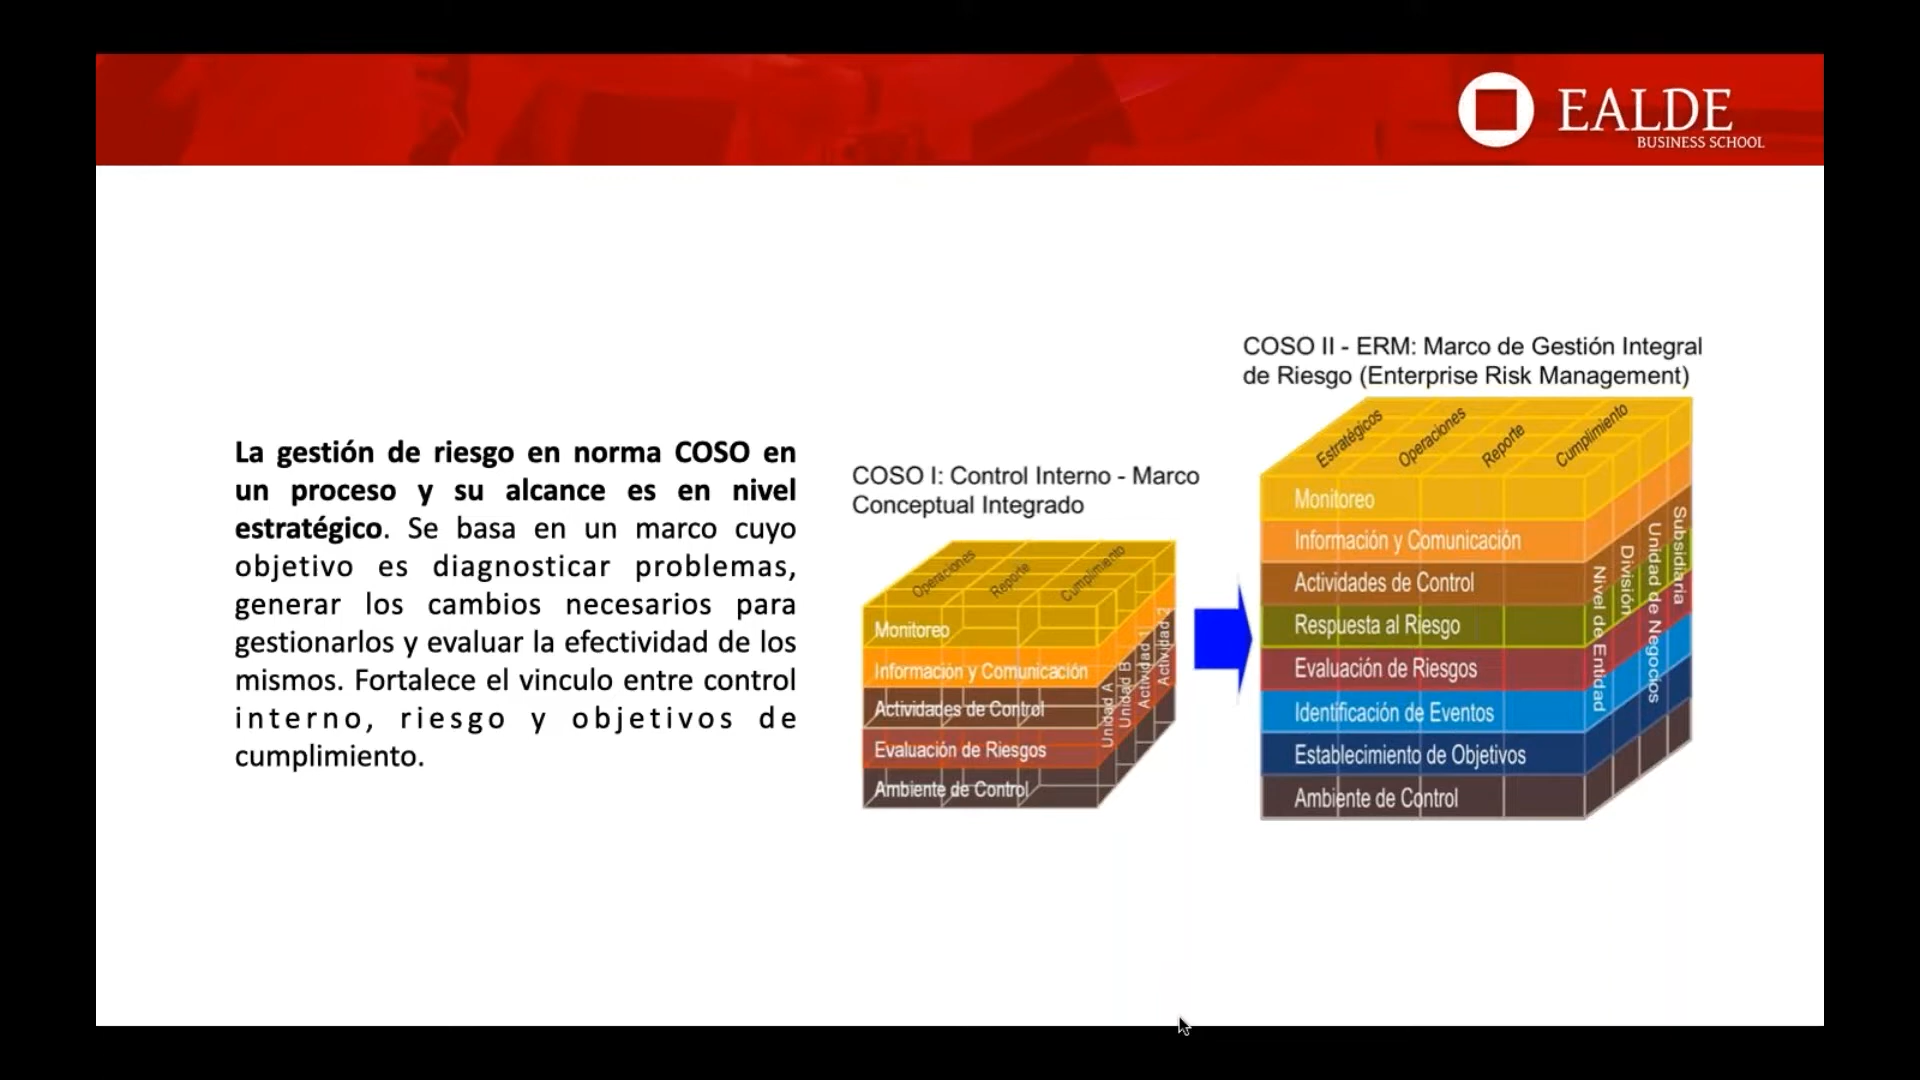 EALDE
BUSINESS SCHOOL
La gestión de riesgo en norma COSO en
un proceso y su alcance es en nivel
estratégico. Se basa en un marco cuyo
objetivo es diagnosticar problemas,
generar los cambios necesarios para
gestionarlos y evaluar la efectividad de los
mismos. Fortalece el vinculo entre control
interno, riesgo y objetivos de
cumplimiento.
COSO I: Control Interno - Marco
Conceptual Integrado
Operaciones
Reporte
Cumplimiento
Monitoreo
Información y Comunicación
Actividades de Control
Evaluación de Riesgos
Ambiente de Control
Unidad A
Unidad B
Actividad 1
Actividad 2
COSO II - ERM: Marco de Gestión Integral
de Riesgo (Enterprise Risk Management)
Estratégicos
Operaciones
Reporte
Cumplimiento
Monitoreo
Información y Comunicación
Actividades de Control
Respuesta al Riesgo
Evaluación de Riesgos
Identificación de Eventos
Establecimiento de Objetivos
Ambiente de Control
Nivel de Entidad
División
Unidad de Negocios
Subsidiaria